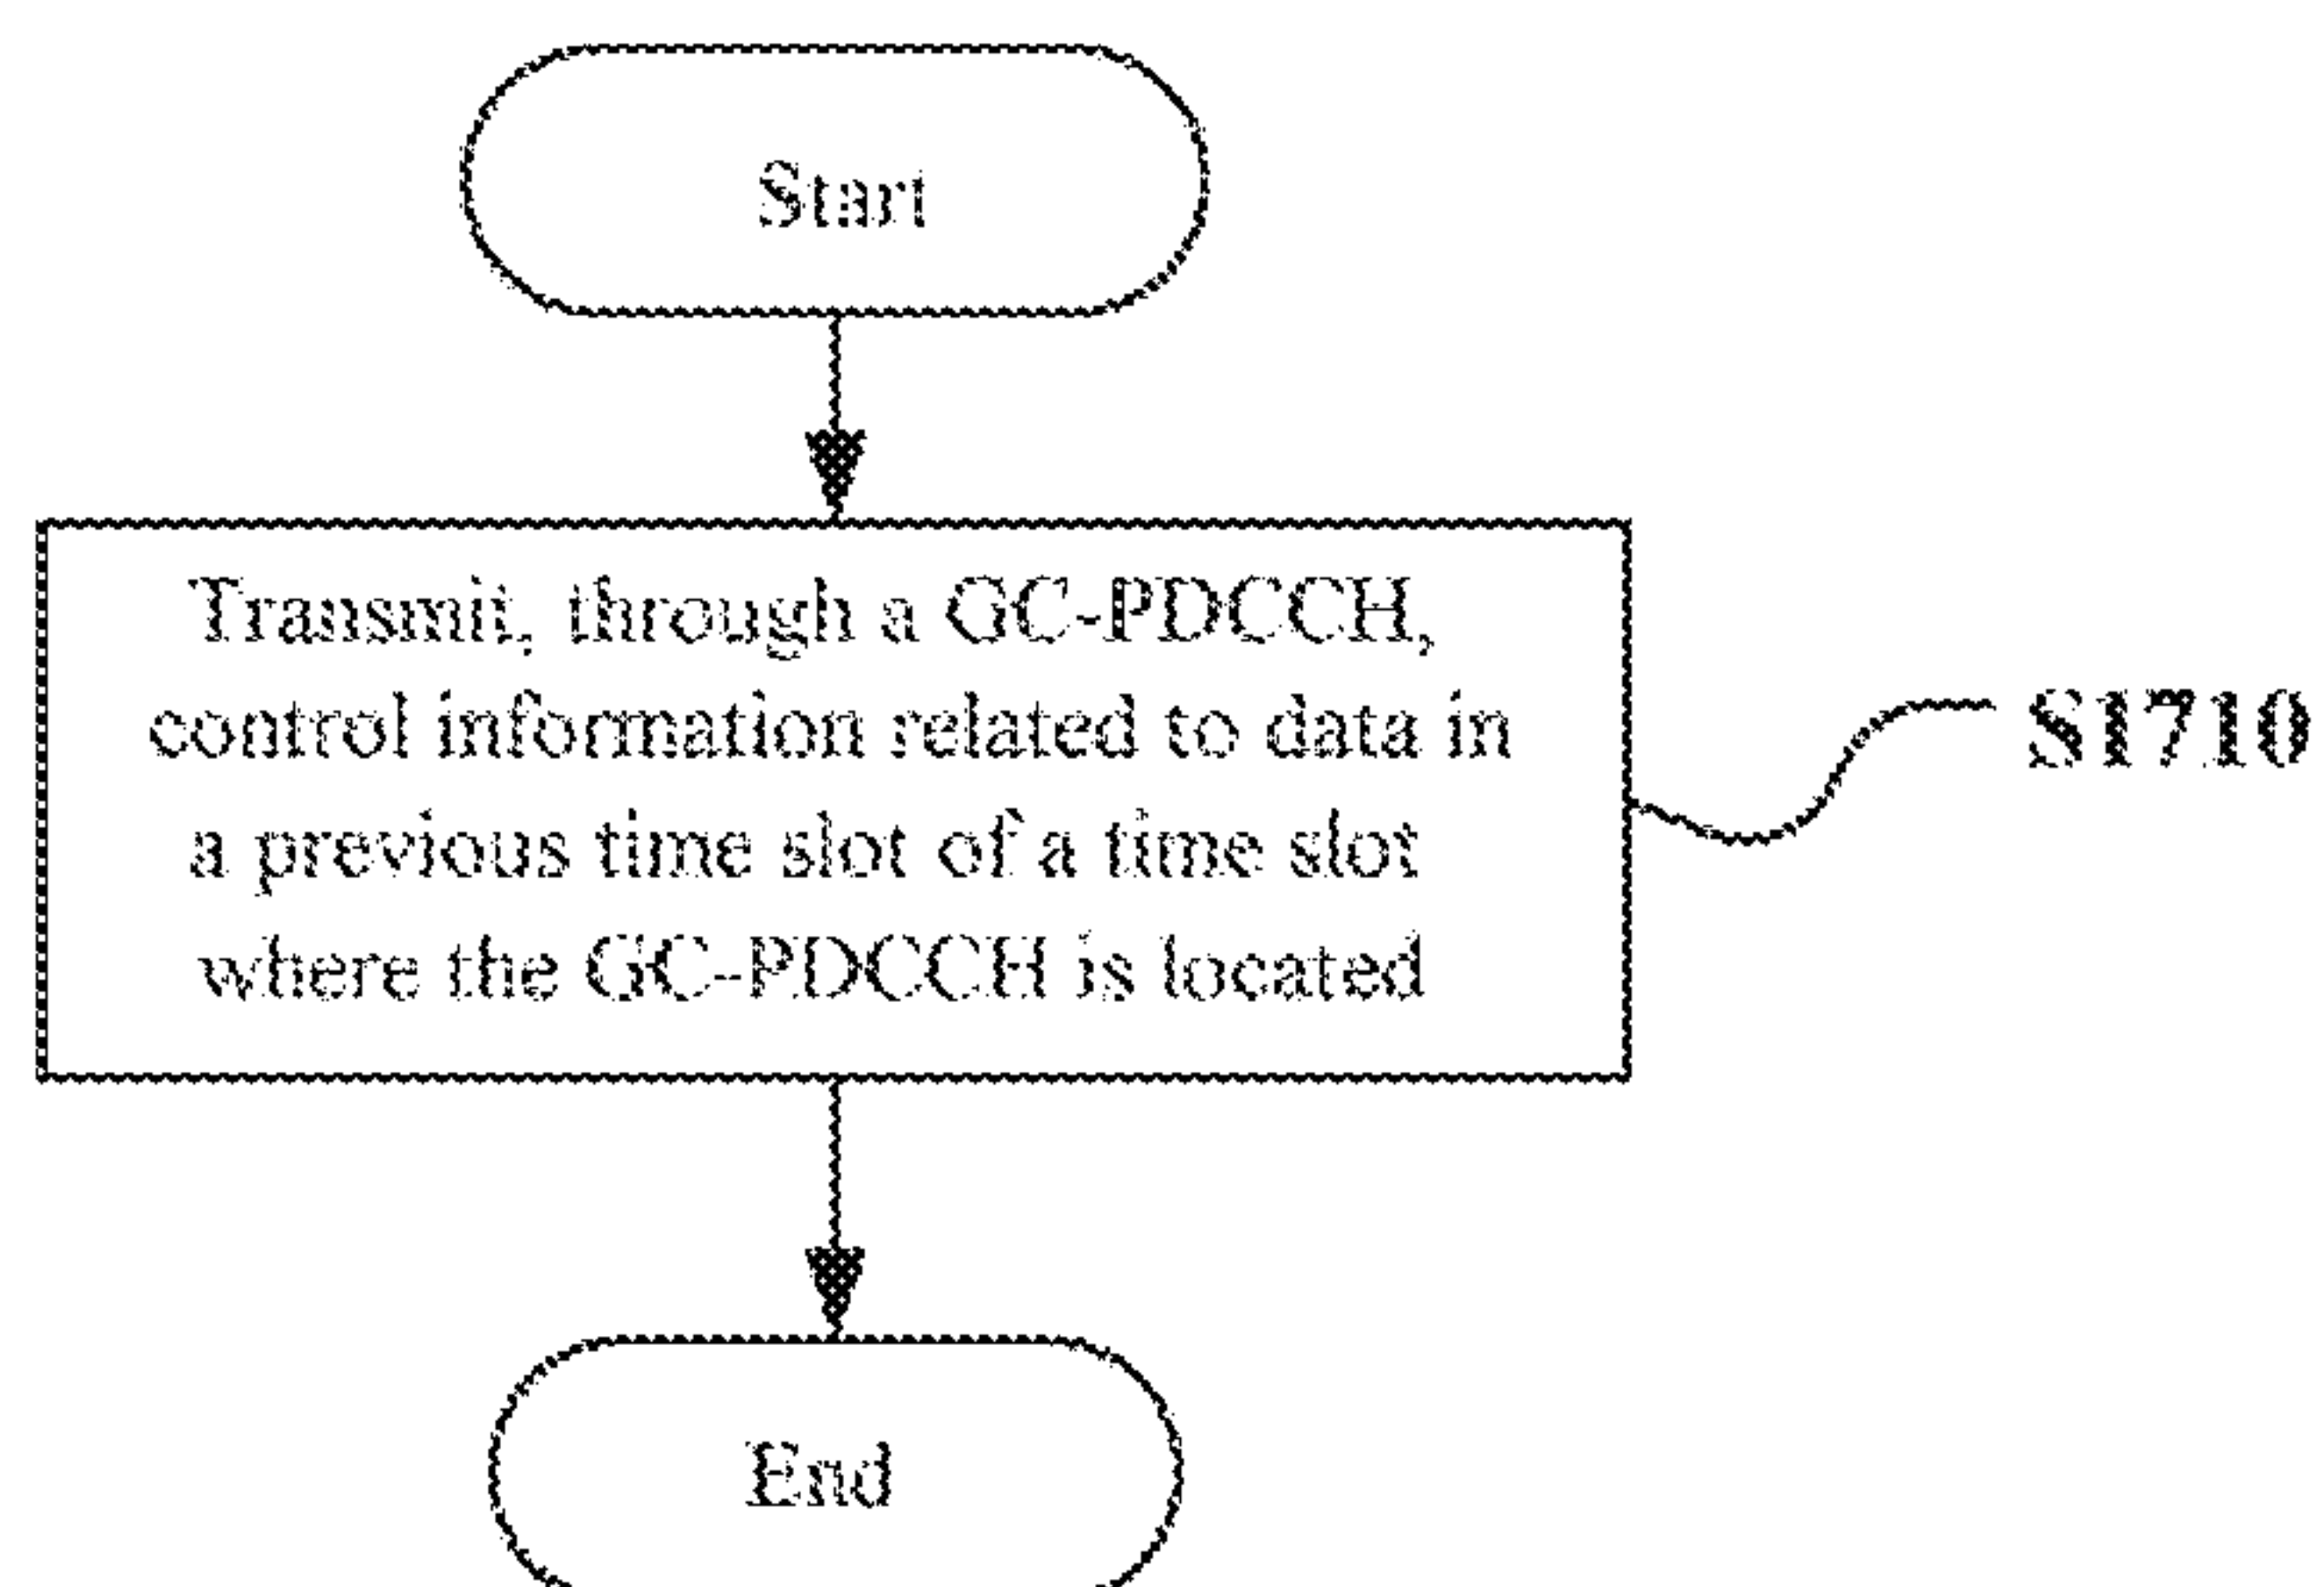 Start
Transmit, through a GC-PDCCH,
control information related to data in
a previous time slot of a time slot
where the GC-PDCCH is located
S1710
End